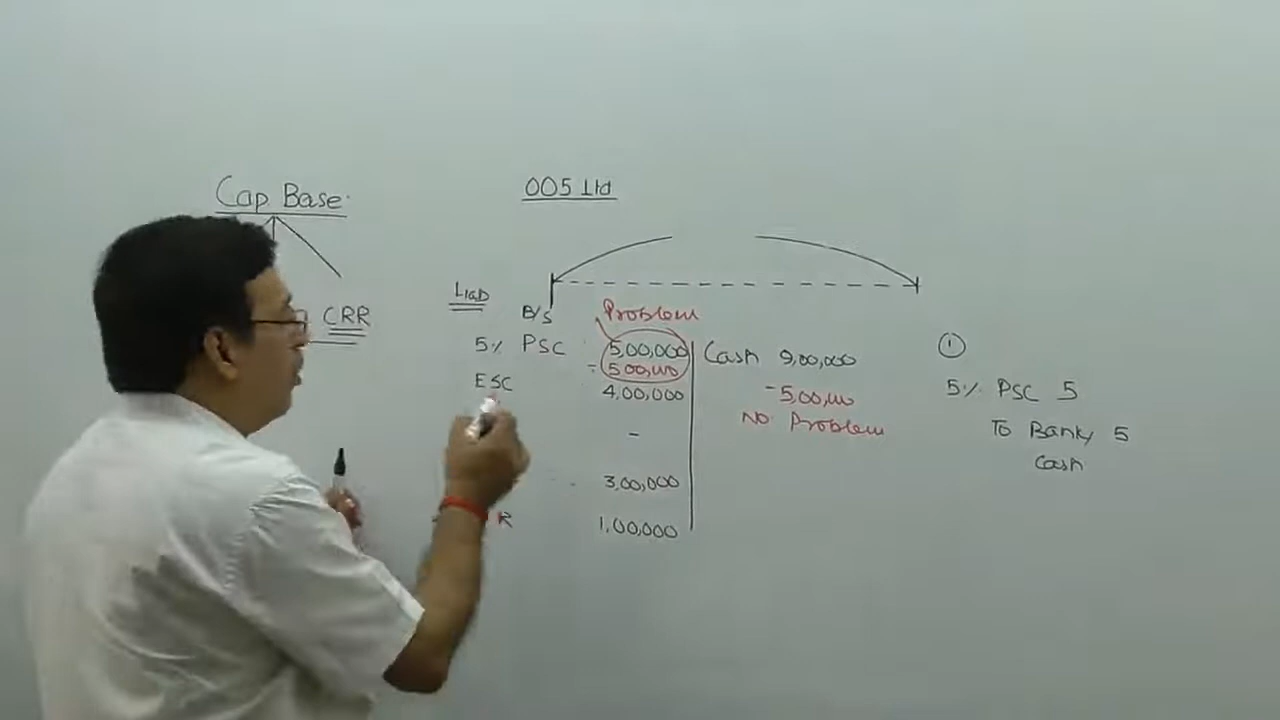 Cap Base
CRR
005 Ltd
Liab
B/S
Problem
5% PSC 5,00,000
- 5,00,000
ESC 4,00,000
-
3,00,000
R 1,00,000
Cash 9,00,000
- 5,00,000
No Problem
①
5% PSC 5
To Bank 5
Cash